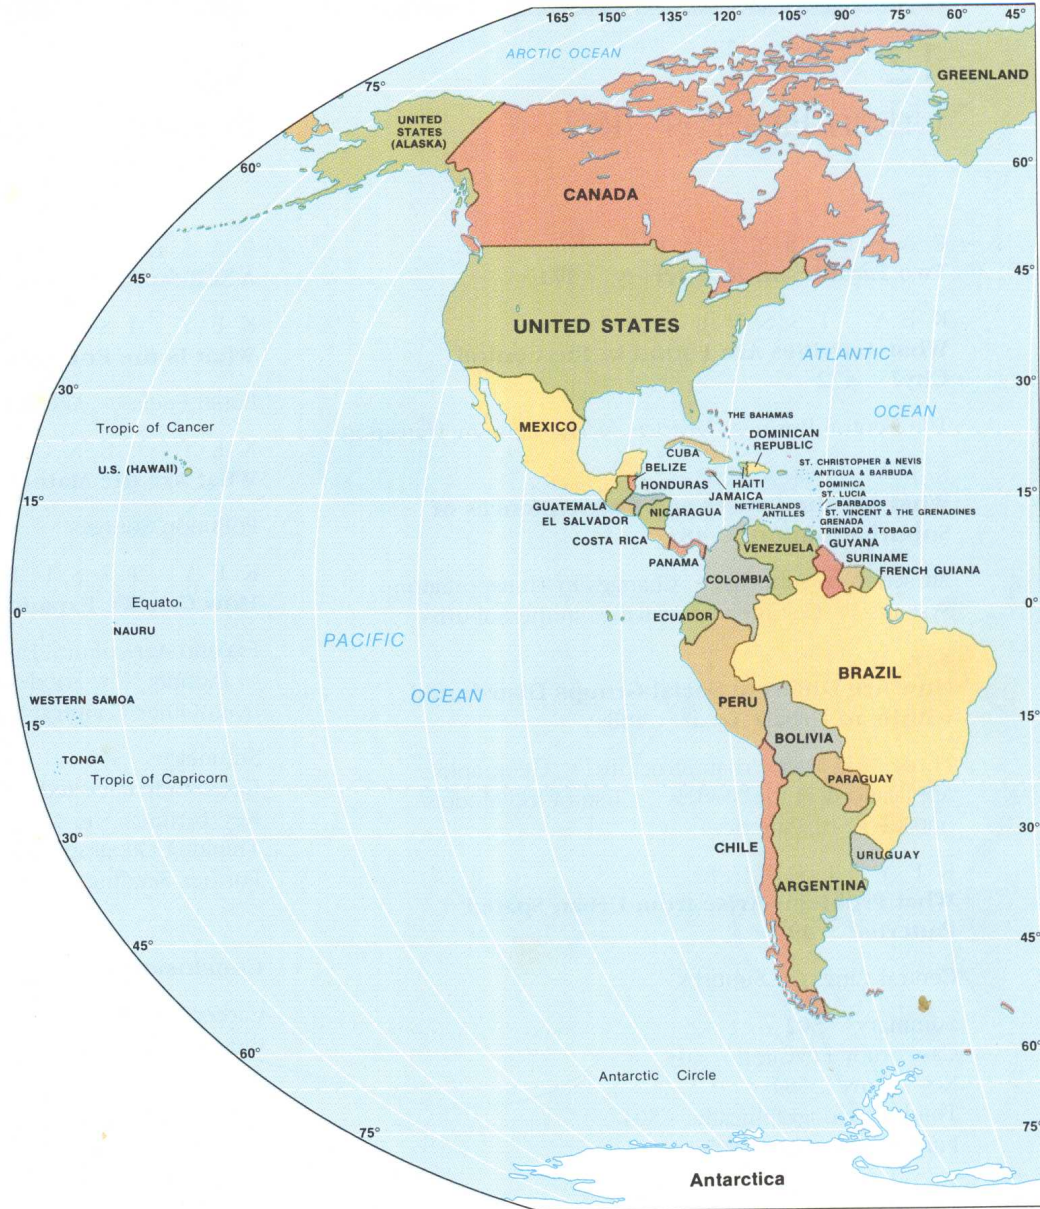 165° 150° 135° 120° 105° 90° 75° 60° 45°
ARCTIC OCEAN
GREENLAND
75°
UNITED
STATES
(ALASKA)
60°
60°
CANADA
45°
45°
UNITED STATES
ATLANTIC
OCEAN
30°
30°
Tropic of Cancer
MEXICO
THE BAHAMAS
DOMINICAN
REPUBLIC
CUBA
U.S. (HAWAII)
BELIZE
HONDURAS
HAITI
JAMAICA
ST. CHRISTOPHER & NEVIS
ANTIGUA & BARBUDA
DOMINICA
ST. LUCIA
BARBADOS
ST. VINCENT & THE GRENADINES
GRENADA
TRINIDAD & TOBAGO
15°
15°
GUATEMALA
EL SALVADOR
NICARAGUA
NETHERLANDS
ANTILLES
COSTA RICA
PANAMA
VENEZUELA
GUYANA
SURINAME
FRENCH GUIANA
COLOMBIA
Equato
0°
0°
NAURU
ECUADOR
PACIFIC
OCEAN
BRAZIL
PERU
WESTERN SAMOA
15°
15°
BOLIVIA
TONGA
Tropic of Capricorn
PARAGUAY
30°
30°
CHILE
URUGUAY
ARGENTINA
45°
45°
60°
60°
Antarctic Circle
75°
75°
Antarctica